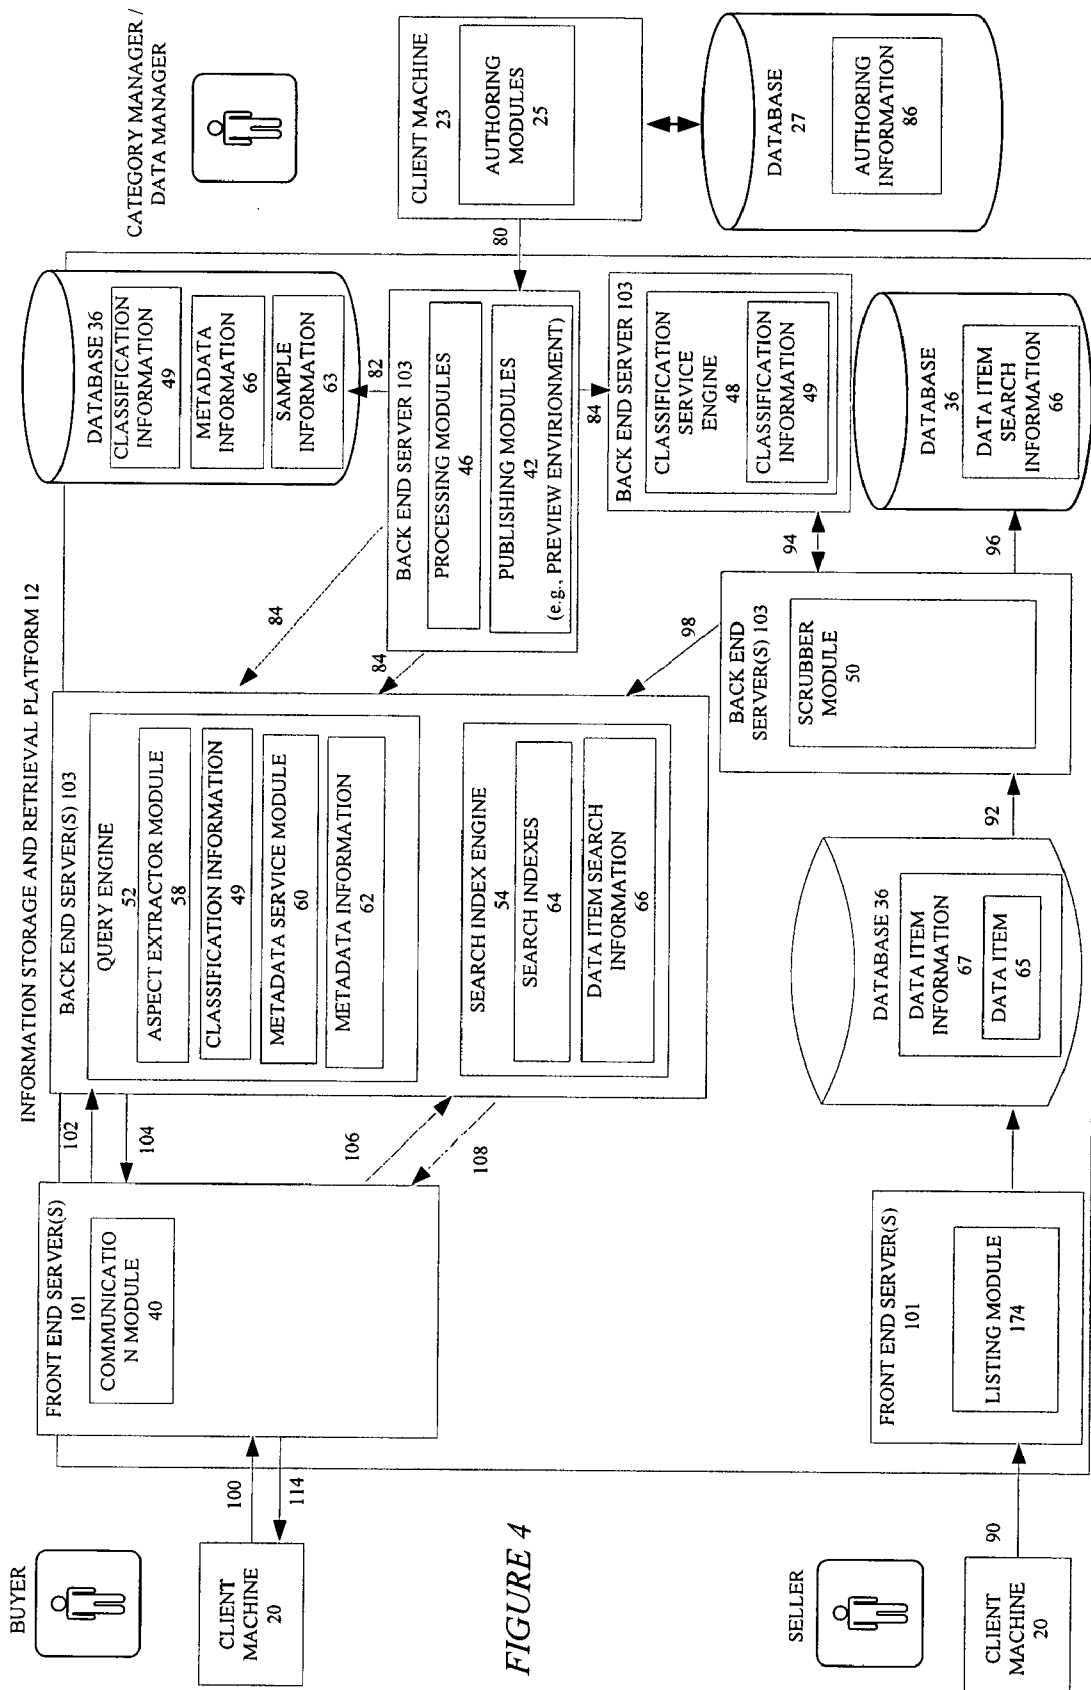 INFORMATION STORAGE AND RETRIEVAL PLATFORM 12
BUYER
CLIENT
MACHINE
20
100
114
FRONT END SERVER(S)
101
COMMUNICATIO
N MODULE
40
102
104
106
108
BACK END SERVER(S) 103
QUERY ENGINE
52
ASPECT EXTRACTOR MODULE
58
CLASSIFICATION INFORMATION
49
METADATA SERVICE MODULE
60
METADATA INFORMATION
62
SEARCH INDEX ENGINE
54
SEARCH INDEXES
64
DATA ITEM SEARCH
INFORMATION
66
84
84
98
DATABASE 36
CLASSIFICATION
INFORMATION
49
METADATA
INFORMATION
66
SAMPLE
INFORMATION
63
82
BACK END SERVER 103
PROCESSING MODULES
46
PUBLISHING MODULES
42
(e.g., PREVIEW ENVIRIONMENT)
84
BACK END SERVER 103
CLASSIFICATION
SERVICE
ENGINE
48
CLASSIFICATION
INFORMATION
49
80
CATEGORY MANAGER /
DATA MANAGER
CLIENT MACHINE
23
AUTHORING
MODULES
25
DATABASE
27
AUTHORING
INFORMATION
86
FIGURE 4
SELLER
CLIENT
MACHINE
20
90
FRONT END SERVER(S)
101
LISTING MODULE
174
DATABASE 36
DATA ITEM
INFORMATION
67
DATA ITEM
65
92
BACK END
SERVER(S) 103
SCRUBBER
MODULE
50
94
96
DATABASE
36
DATA ITEM
SEARCH
INFORMATION
66